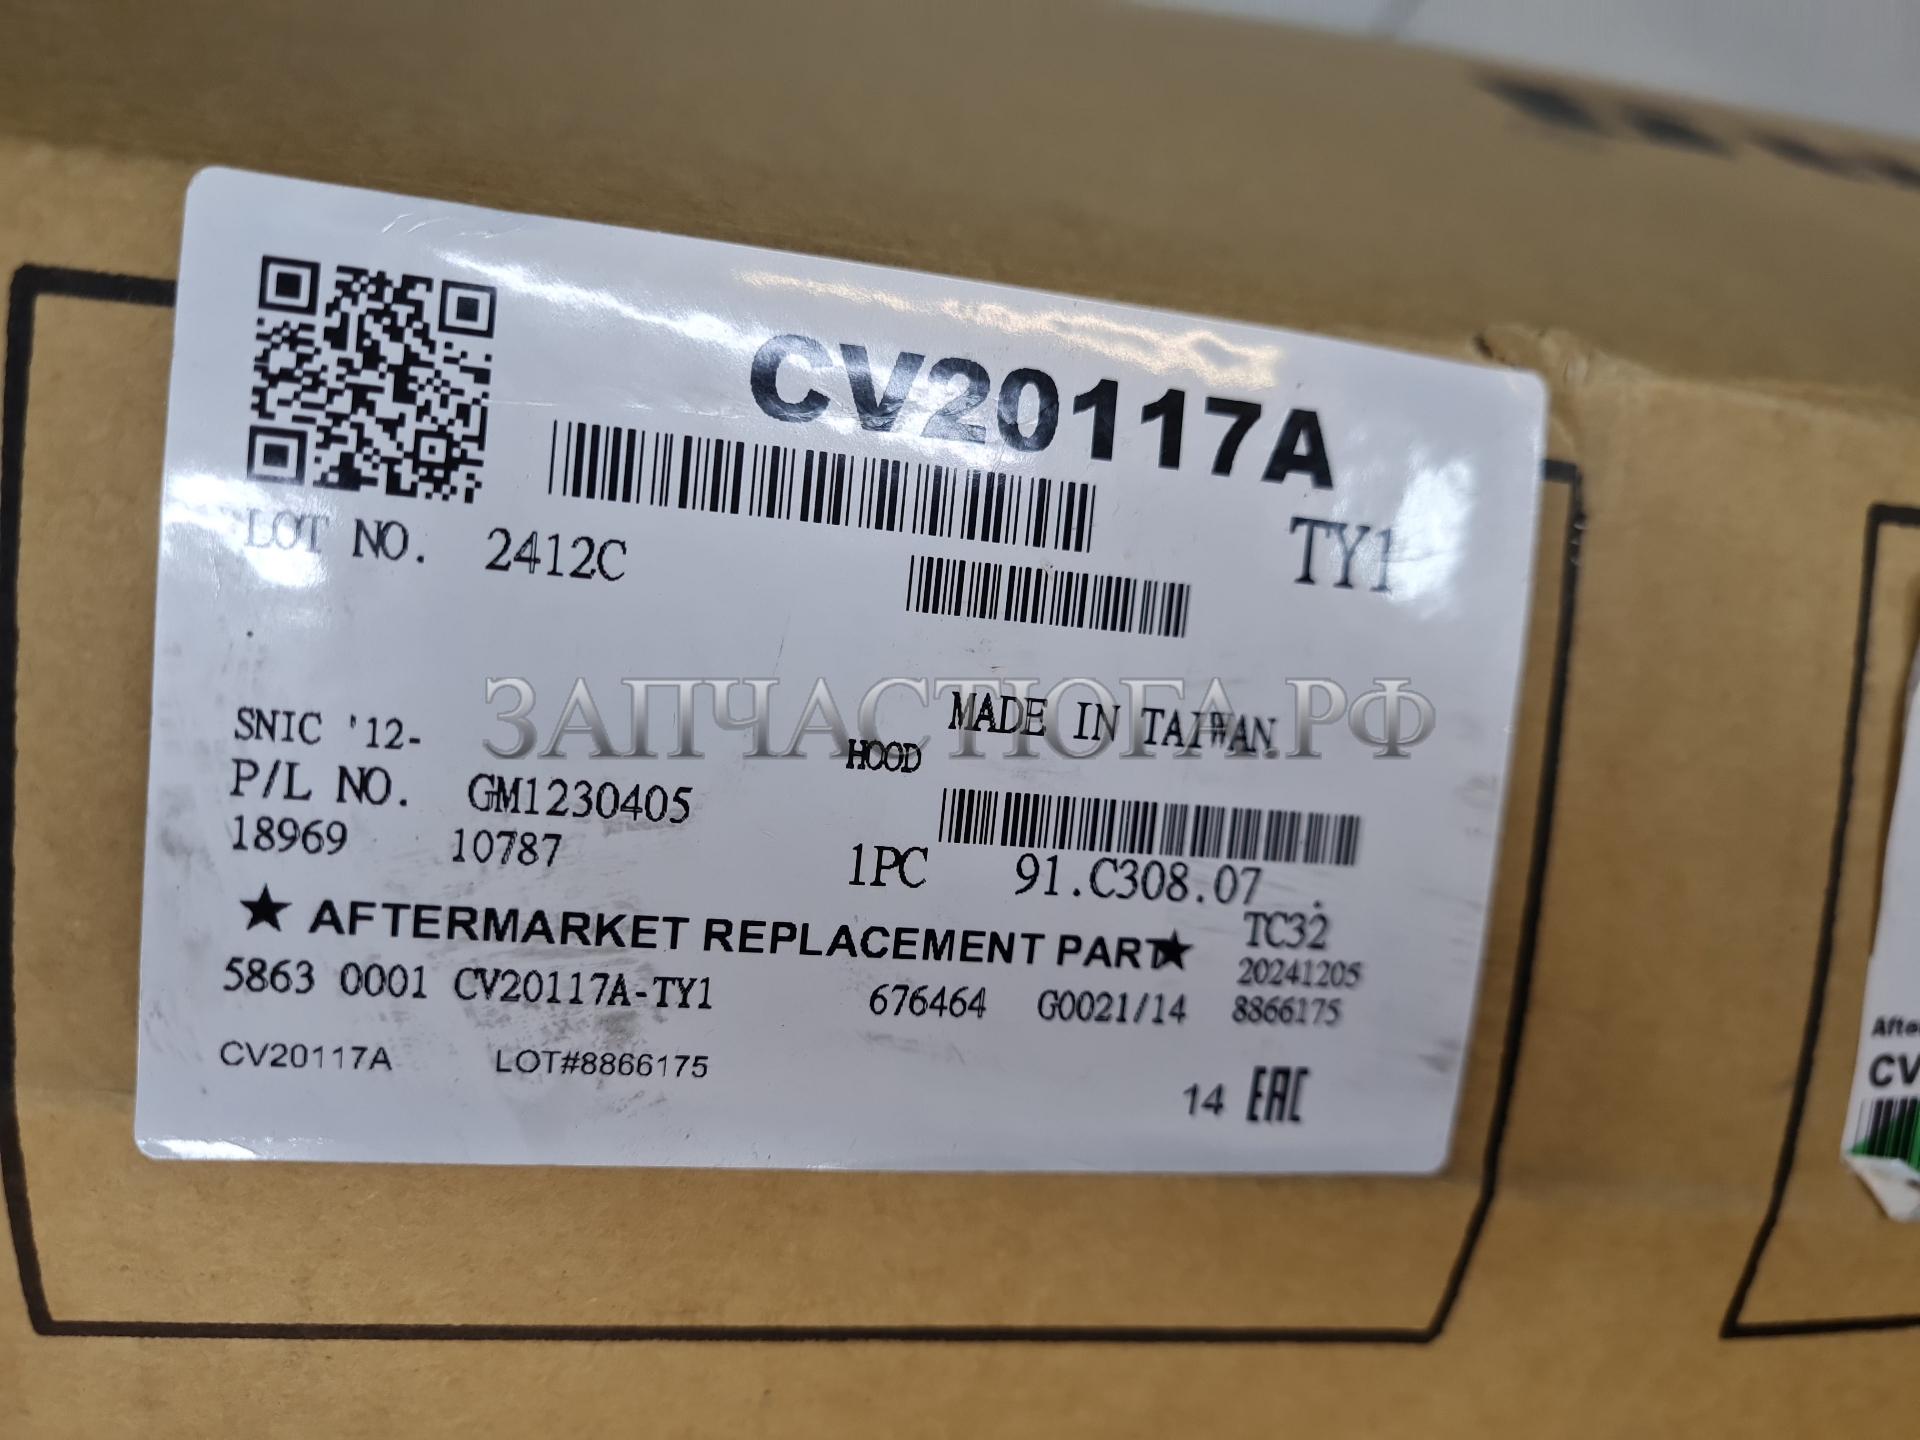 CV20117A
TY1
LOT NO. 2412C
ЗАПЧАСТЮГА.РФ
MADE IN TAIWAN
SNIC '12-
HOOD
P/L NO. GM1230405
18969 10787
1PC 91.C308.07
★ AFTERMARKET REPLACEMENT PART★
TC32
20241205
5863 0001 CV20117A-TY1 676464 G0021/14 8866175
CV20117A LOT#8866175
14 EAC
CV